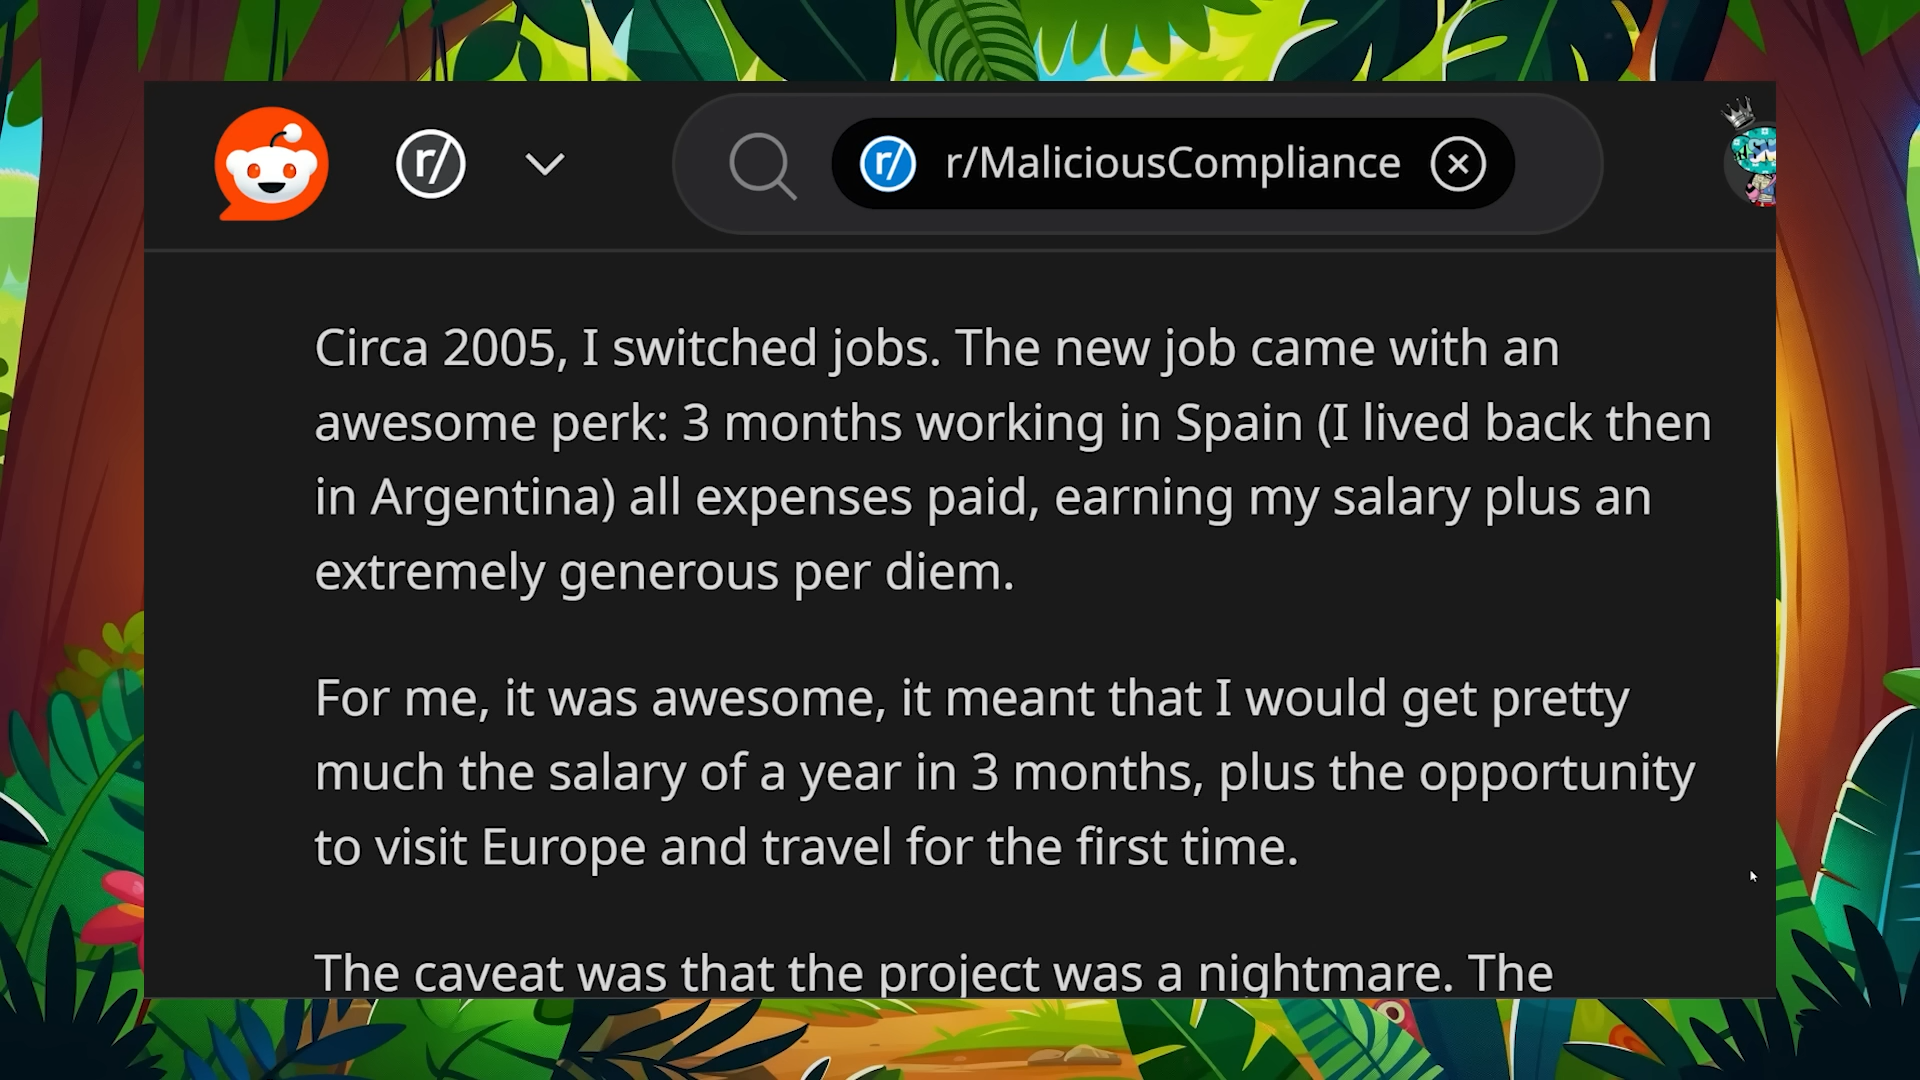 r/
r/ r/MaliciousCompliance
Circa 2005, I switched jobs. The new job came with an
awesome perk: 3 months working in Spain (I lived back then
in Argentina) all expenses paid, earning my salary plus an
extremely generous per diem.
For me, it was awesome, it meant that I would get pretty
much the salary of a year in 3 months, plus the opportunity
to visit Europe and travel for the first time.
The caveat was that the project was a nightmare. The